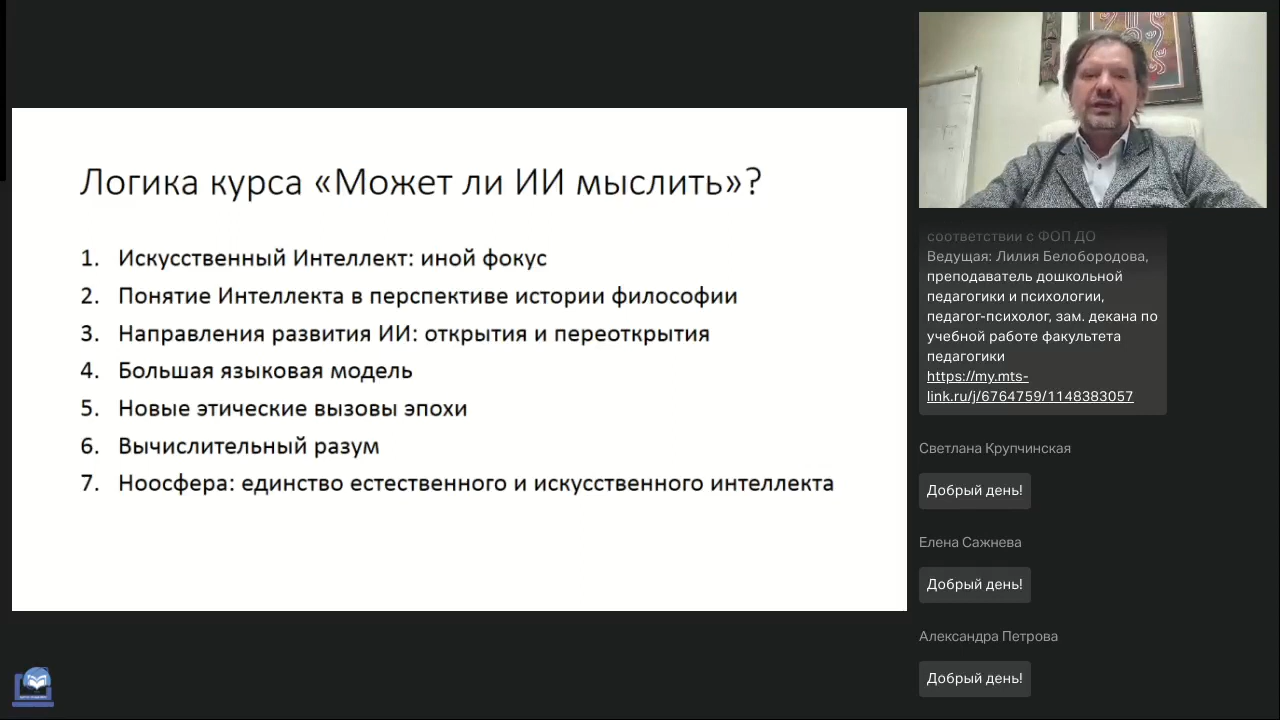 Логика курса «Может ли ИИ мыслить»?
1. Искусственный Интеллект: иной фокус
2. Понятие Интеллекта в перспективе истории философии
3. Направления развития ИИ: открытия и переоткрытия
4. Большая языковая модель
5. Новые этические вызовы эпохи
6. Вычислительный разум
7. Ноосфера: единство естественного и искусственного интеллекта
соответствии с ФОП ДО
Ведущая: Лилия Белобородова,
преподаватель дошкольной
педагогики и психологии,
педагог-психолог, зам. декана по
учебной работе факультета
педагогики
https://my.mts-
link.ru/j/6764759/1148383057
Светлана Крупчинская
Добрый день!
Елена Сажнева
Добрый день!
Александра Петрова
Добрый день!